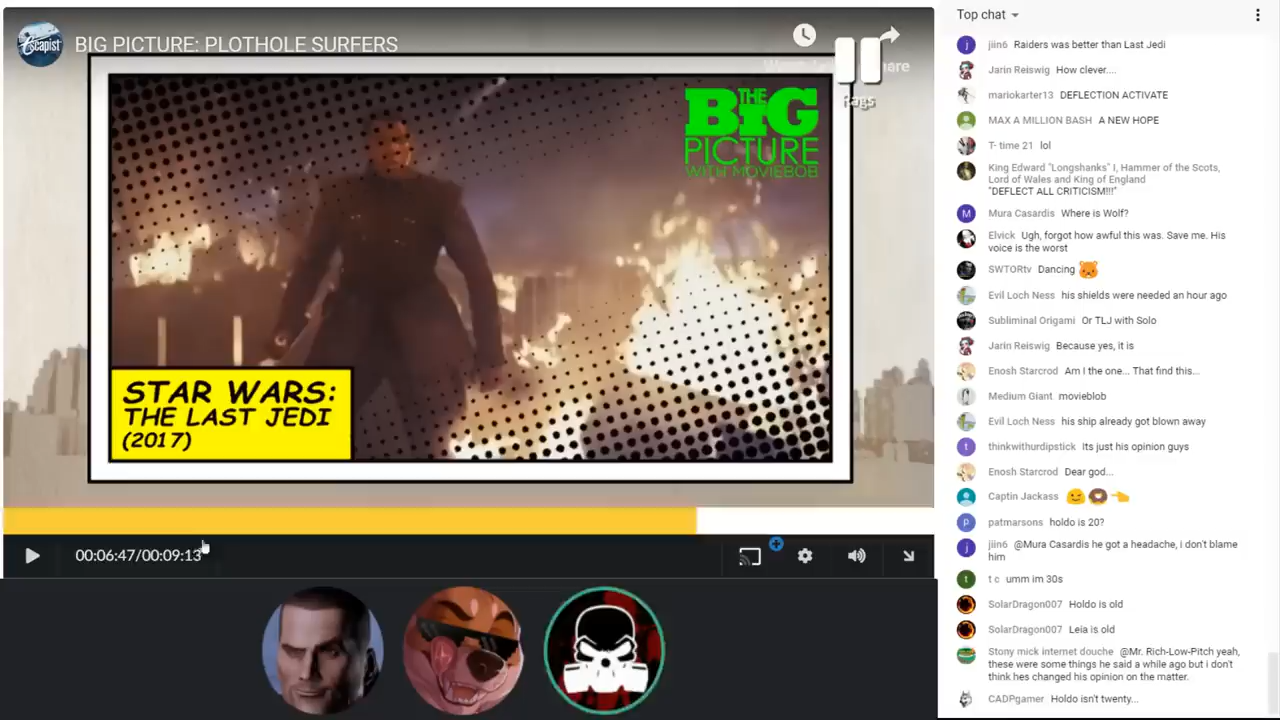 Escapist
BIG PICTURE: PLOTHOLE SURFERS
Rags
THE
BIG
PICTURE
WITH MOVIEBOB
STAR WARS:
THE LAST JEDI
(2017)
00:06:47/00:09:13
Top chat
jiin6 Raiders was better than Last Jedi
Jarin Reiswig How clever....
mariokarter13 DEFLECTION ACTIVATE
MAX A MILLION BASH A NEW HOPE
T- time 21 lol
King Edward "Longshanks" I, Hammer of the Scots,
Lord of Wales and King of England
"DEFLECT ALL CRITICISM!!!"
M
Mura Casardis Where is Wolf?
Elvick Ugh, forgot how awful this was. Save me. His
voice is the worst
SWTORtv Dancing
Evil Loch Ness his shields were needed an hour ago
Subliminal Origami Or TLJ with Solo
Jarin Reiswig Because yes, it is
Enosh Starcrod Am I the one... That find this...
Medium Giant movieblob
Evil Loch Ness his ship already got blown away
t
thinkwithurdipstick Its just his opinion guys
Enosh Starcrod Dear god...
Captin Jackass
p
patmarsons holdo is 20?
j
jiin6 @Mura Casardis he got a headache, i don't blame
him
t
t c umm im 30s
SolarDragon007 Holdo is old
SolarDragon007 Leia is old
Stony mick internet douche @Mr. Rich-Low-Pitch yeah,
these were some things he said a while ago but i don't
think hes changed his opinion on the matter.
CADPgamer Holdo isn't twenty...